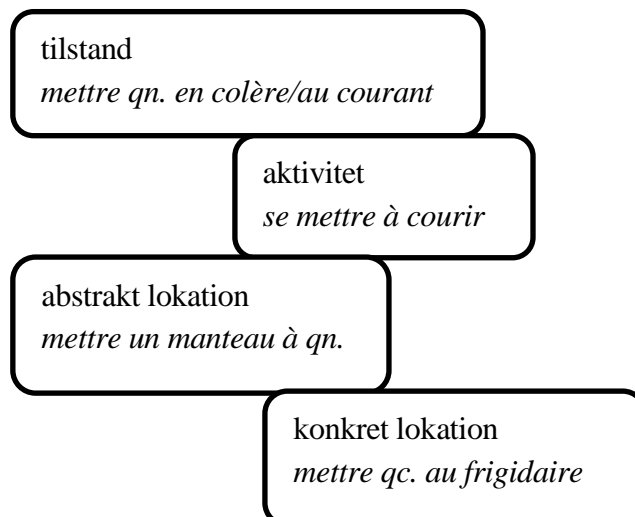 tilstand
mettre qn. en colère/au courant
aktivitet
se mettre à courir
abstrakt lokation
mettre un manteau à qn.
konkret lokation
mettre qc. au frigidaire